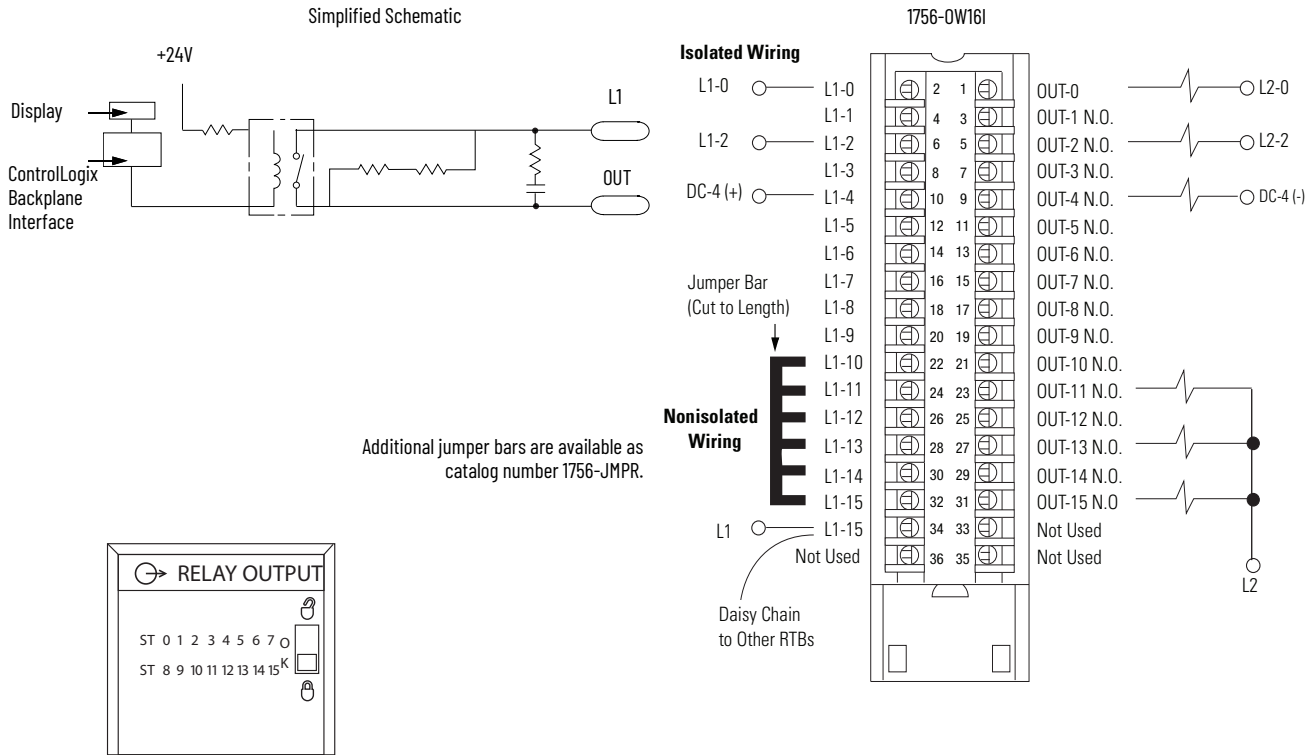 Simplified Schematic
+24V
Display
ControlLogix
Backplane
Interface
L1
OUT
Additional jumper bars are available as
catalog number 1756-JMPR.
RELAY OUTPUT
ST 0 1 2 3 4 5 6 7 O
ST 8 9 10 11 12 13 14 15 K
1756-OW16I
Isolated Wiring
L1-0 L1-0 2 1 OUT-0 L2-0
L1-1 4 3 OUT-1 N.O.
L1-2 L1-2 6 5 OUT-2 N.O. L2-2
L1-3 8 7 OUT-3 N.O.
DC-4 (+) L1-4 10 9 OUT-4 N.O. DC-4 (-)
L1-5 12 11 OUT-5 N.O.
L1-6 14 13 OUT-6 N.O.
L1-7 16 15 OUT-7 N.O.
L1-8 18 17 OUT-8 N.O.
L1-9 20 19 OUT-9 N.O.
L1-10 22 21 OUT-10 N.O.
L1-11 24 23 OUT-11 N.O.
L1-12 26 25 OUT-12 N.O.
L1-13 28 27 OUT-13 N.O.
L1-14 30 29 OUT-14 N.O.
L1-15 32 31 OUT-15 N.O
L1 L1-15 34 33 Not Used
Not Used 36 35 Not Used
Jumper Bar
(Cut to Length)
Nonisolated
Wiring
Daisy Chain
to Other RTBs
L2